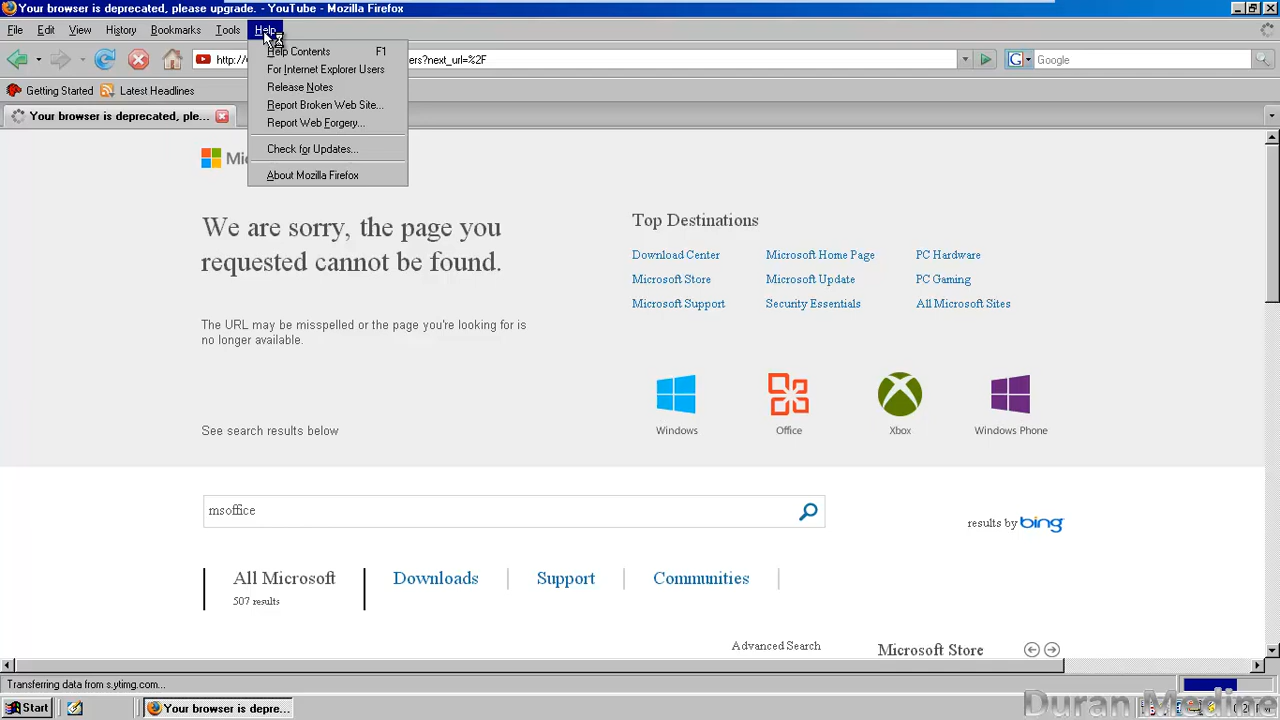 Your browser is deprecated, please upgrade. - YouTube - Mozilla Firefox
File Edit View History Bookmarks Tools Help
Help Contents F1
For Internet Explorer Users
Release Notes
Report Broken Web Site...
Report Web Forgery...
Check for Updates...
About Mozilla Firefox
ers?next_url=%2F
Google
Getting Started Latest Headlines
Your browser is deprecated, ple...
We are sorry, the page you
requested cannot be found.
The URL may be misspelled or the page you're looking for is
no longer available.
See search results below
Top Destinations
Download Center Microsoft Home Page PC Hardware
Microsoft Store Microsoft Update PC Gaming
Microsoft Support Security Essentials All Microsoft Sites
Windows Office Xbox Windows Phone
msoffice
results by bing
All Microsoft Downloads Support Communities
507 results
Advanced Search
Microsoft Store
Transferring data from s.ytimg.com...
Start
Your browser is depre...
Duran Medine